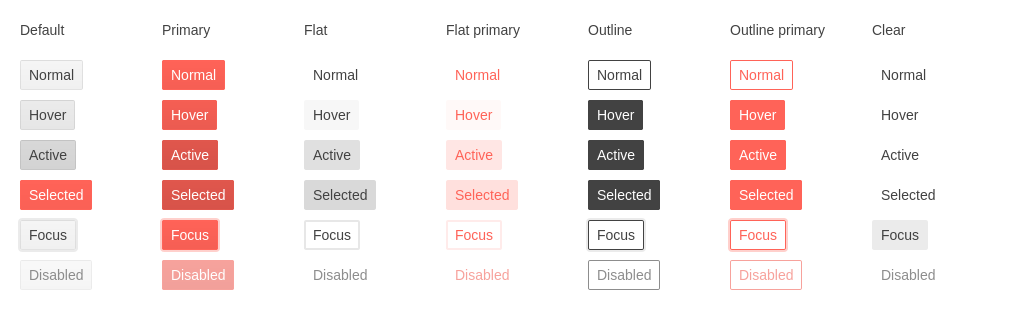 Default Primary Flat Flat primary Outline Outline primary Clear
Normal Normal Normal Normal Normal Normal Normal
Hover Hover Hover Hover Hover Hover Hover
Active Active Active Active Active Active Active
Selected Selected Selected Selected Selected Selected Selected
Focus Focus Focus Focus Focus Focus Focus
Disabled Disabled Disabled Disabled Disabled Disabled Disabled